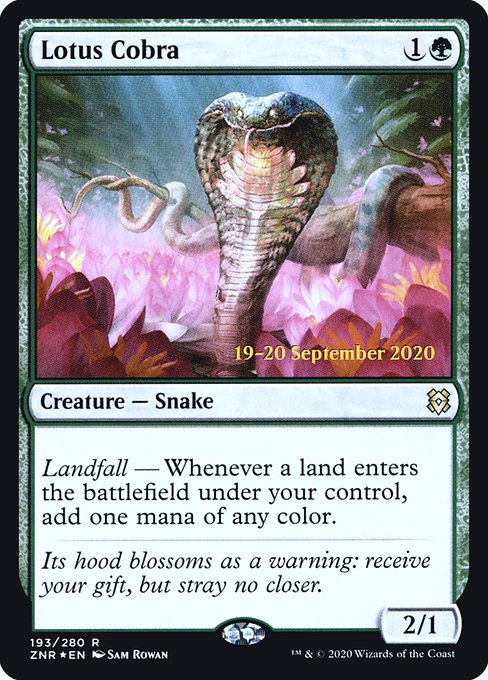 Lotus Cobra 1
19–20 September 2020
Creature — Snake
Landfall — Whenever a land enters
the battlefield under your control,
add one mana of any color.
Its hood blossoms as a warning: receive
your gift, but stray no closer.
2/1
193/280 R
ZNR ★ EN Sam Rowan
™ & © 2020 Wizards of the Coast